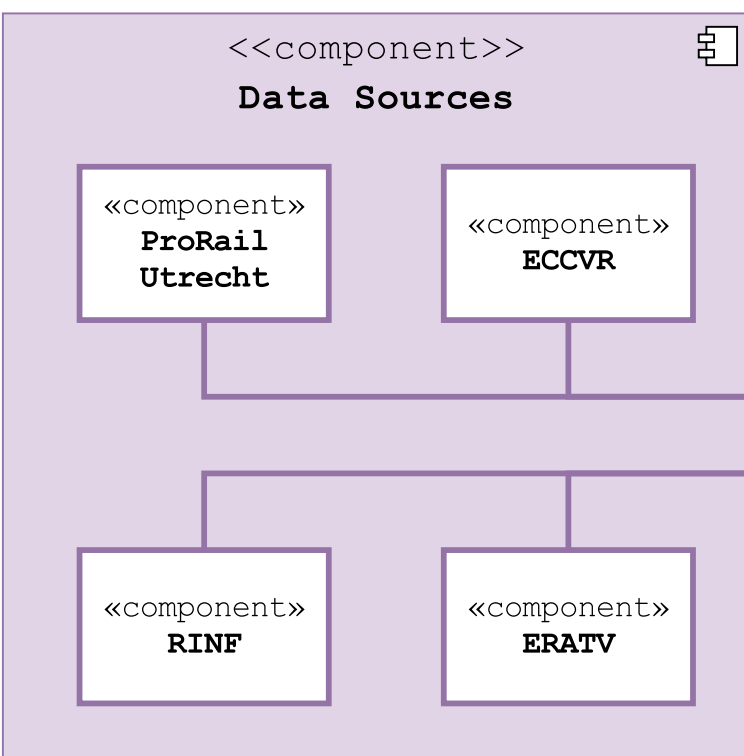 <<component>>
Data Sources
«component»
ProRail
Utrecht
«component»
ECCVR
«component»
RINF
«component»
ERATV